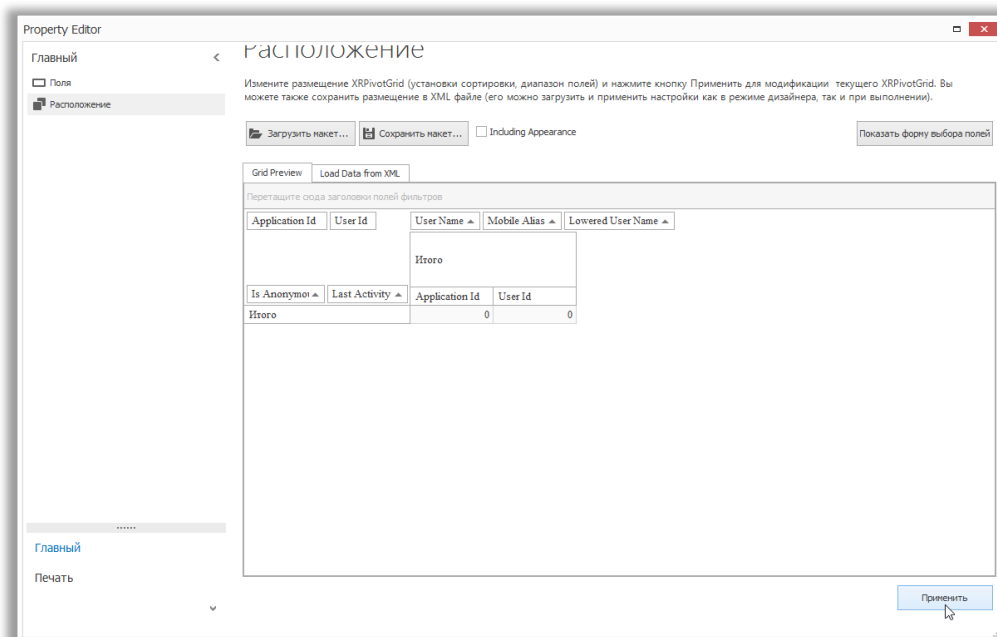 Property Editor
Главный
Поля
Расположение
Расположение
Измените размещение XRPivotGrid (установки сортировки, диапазон полей) и нажмите кнопку Применить для модификации текущего XRPivotGrid. Вы
можете также сохранить размещение в XML файле (его можно загрузить и применить настройки как в режиме дизайнера, так и при выполнении).
Загрузить макет... Сохранить макет... Including Appearance Показать форму выбора полей
Grid Preview Load Data from XML
Перетащите сюда заголовки полей фильтров
Application Id User Id User Name Mobile Alias Lowered User Name
Итого
Is Anonymou Last Activity Application Id User Id
Итого 0 0
Главный
Печать
Применить